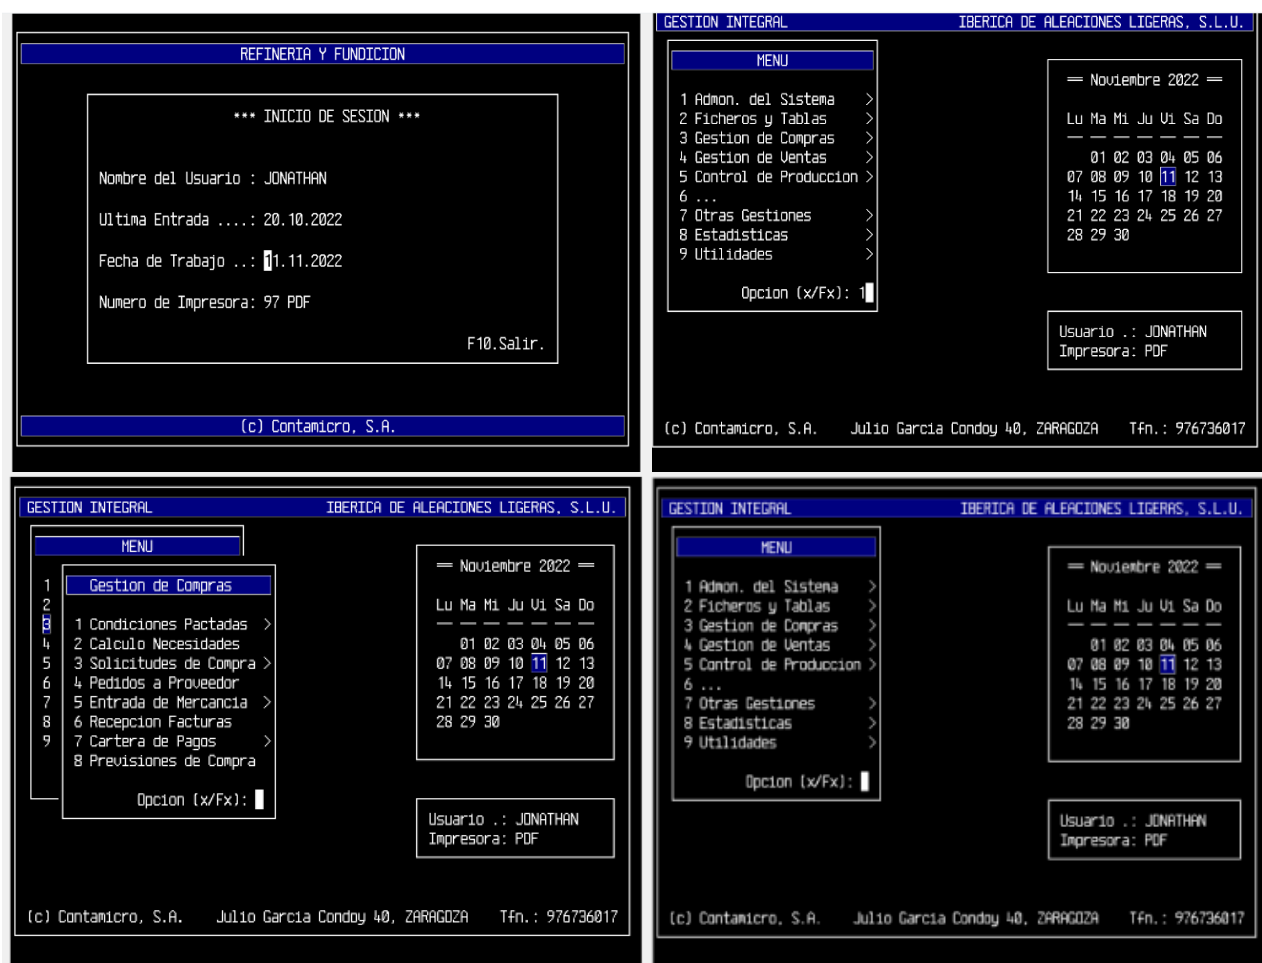 REFINERIA Y FUNDICION
*** INICIO DE SESION ***
Nombre del Usuario : JONATHAN
Ultima Entrada ....: 20.10.2022
Fecha de Trabajo ..: 11.11.2022
Numero de Impresora: 97 PDF
F10.Salir.
(c) Contamicro, S.A.
GESTION INTEGRAL IBERICA DE ALEACIONES LIGERAS, S.L.U.
MENU
1 Admon. del Sistema >
2 Ficheros y Tablas >
3 Gestion de Compras >
4 Gestion de Ventas >
5 Control de Produccion >
6 ...
7 Otras Gestiones >
8 Estadisticas >
9 Utilidades >
Opcion (x/Fx): 1
== Noviembre 2022 ==
Lu Ma Mi Ju Vi Sa Do
01 02 03 04 05 06
07 08 09 10 11 12 13
14 15 16 17 18 19 20
21 22 23 24 25 26 27
28 29 30
Usuario .: JONATHAN
Impresora: PDF
(c) Contamicro, S.A. Julio Garcia Condoy 40, ZARAGOZA Tfn.: 976736017
GESTION INTEGRAL IBERICA DE ALEACIONES LIGERAS, S.L.U.
MENU
1
2
3
4
5
6
7
8
9
Gestion de Compras
1 Condiciones Pactadas >
2 Calculo Necesidades
3 Solicitudes de Compra >
4 Pedidos a Proveedor
5 Entrada de Mercancia >
6 Recepcion Facturas
7 Cartera de Pagos >
8 Previsiones de Compra
Opcion (x/Fx):
== Noviembre 2022 ==
Lu Ma Mi Ju Vi Sa Do
01 02 03 04 05 06
07 08 09 10 11 12 13
14 15 16 17 18 19 20
21 22 23 24 25 26 27
28 29 30
Usuario .: JONATHAN
Impresora: PDF
(c) Contamicro, S.A. Julio Garcia Condoy 40, ZARAGOZA Tfn.: 976736017
GESTION INTEGRAL IBERICA DE ALEACIONES LIGERAS, S.L.U.
MENU
1 Admon. del Sistema >
2 Ficheros y Tablas >
3 Gestion de Compras >
4 Gestion de Ventas >
5 Control de Produccion >
6 ...
7 Otras Gestiones >
8 Estadisticas >
9 Utilidades >
Opcion (x/Fx):
== Noviembre 2022 ==
Lu Ma Mi Ju Vi Sa Do
01 02 03 04 05 06
07 08 09 10 11 12 13
14 15 16 17 18 19 20
21 22 23 24 25 26 27
28 29 30
Usuario .: JONATHAN
Impresora: PDF
(c) Contamicro, S.A. Julio Garcia Condoy 40, ZARAGOZA Tfn.: 976736017